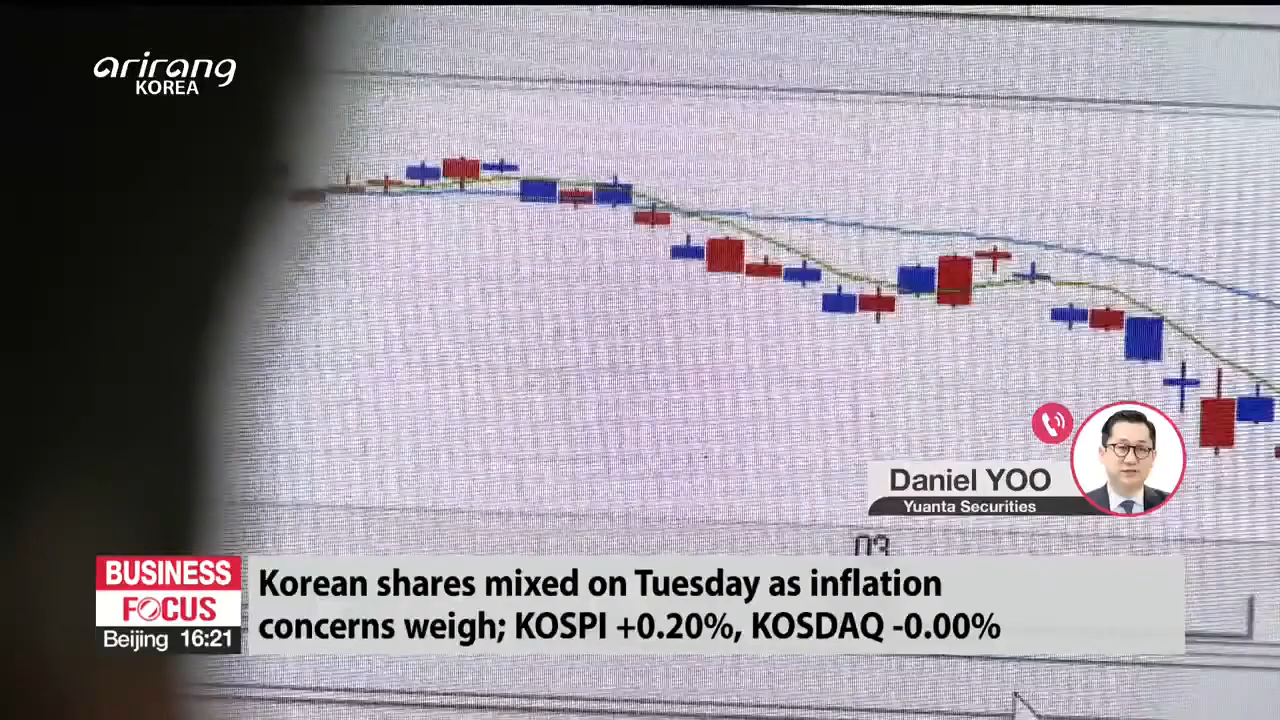 arirang
KOREA
Daniel YOO
Yuanta Securities
03
BUSINESS
FOCUS
Beijing 16:21
Korean shares mixed on Tuesday as inflation
concerns weigh; KOSPI +0.20%, KOSDAQ -0.00%